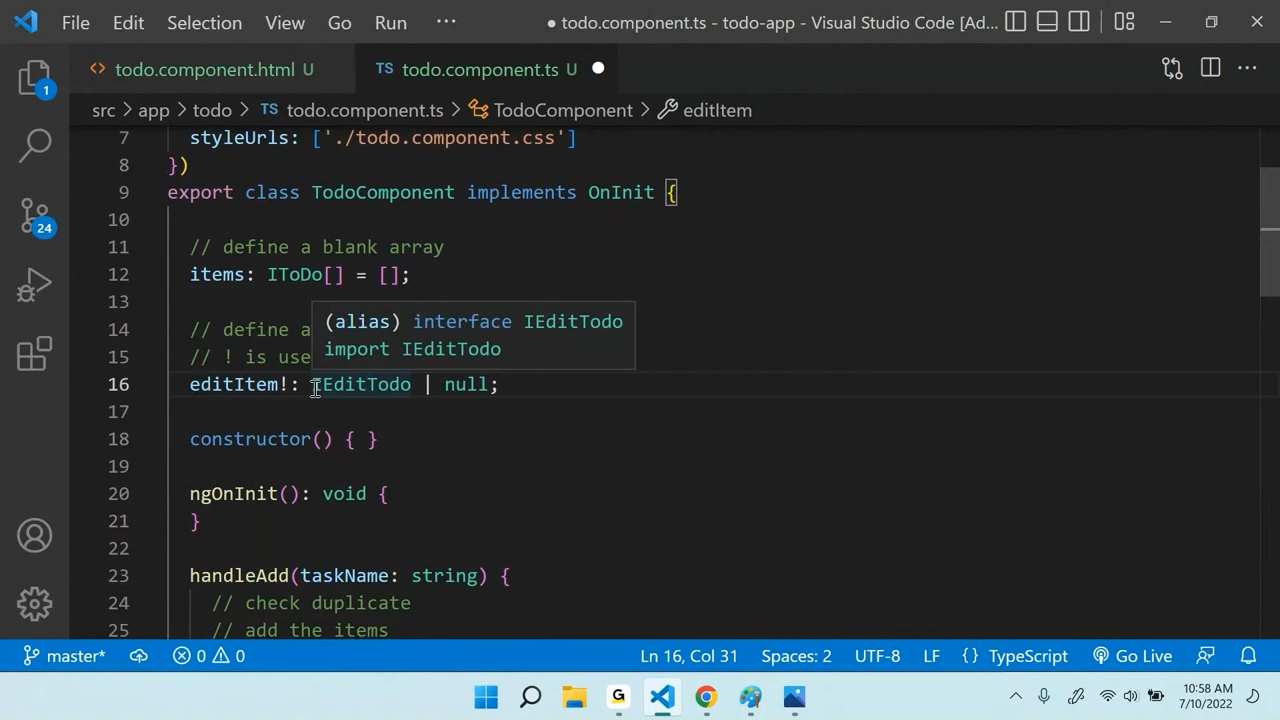 File Edit Selection View Go Run ···
● todo.component.ts - todo-app - Visual Studio Code [Ad...
<> todo.component.html U
TS todo.component.ts U ●
src > app > todo > TS todo.component.ts > TodoComponent > editItem
7 styleUrls: ['./todo.component.css']
8 })
9 export class TodoComponent implements OnInit {
10
11 // define a blank array
12 items: IToDo[] = [];
13
(alias) interface IEditTodo
import IEditTodo
14 // define a
15 // ! is use
16 editItem!: IEditTodo | null;
17
18 constructor() { }
19
20 ngOnInit(): void {
21 }
22
23 handleAdd(taskName: string) {
24 // check duplicate
25 // add the items
1
24
master* 0 0 Ln 16, Col 31 Spaces: 2 UTF-8 LF {} TypeScript Go Live
G
10:58 AM
7/10/2022